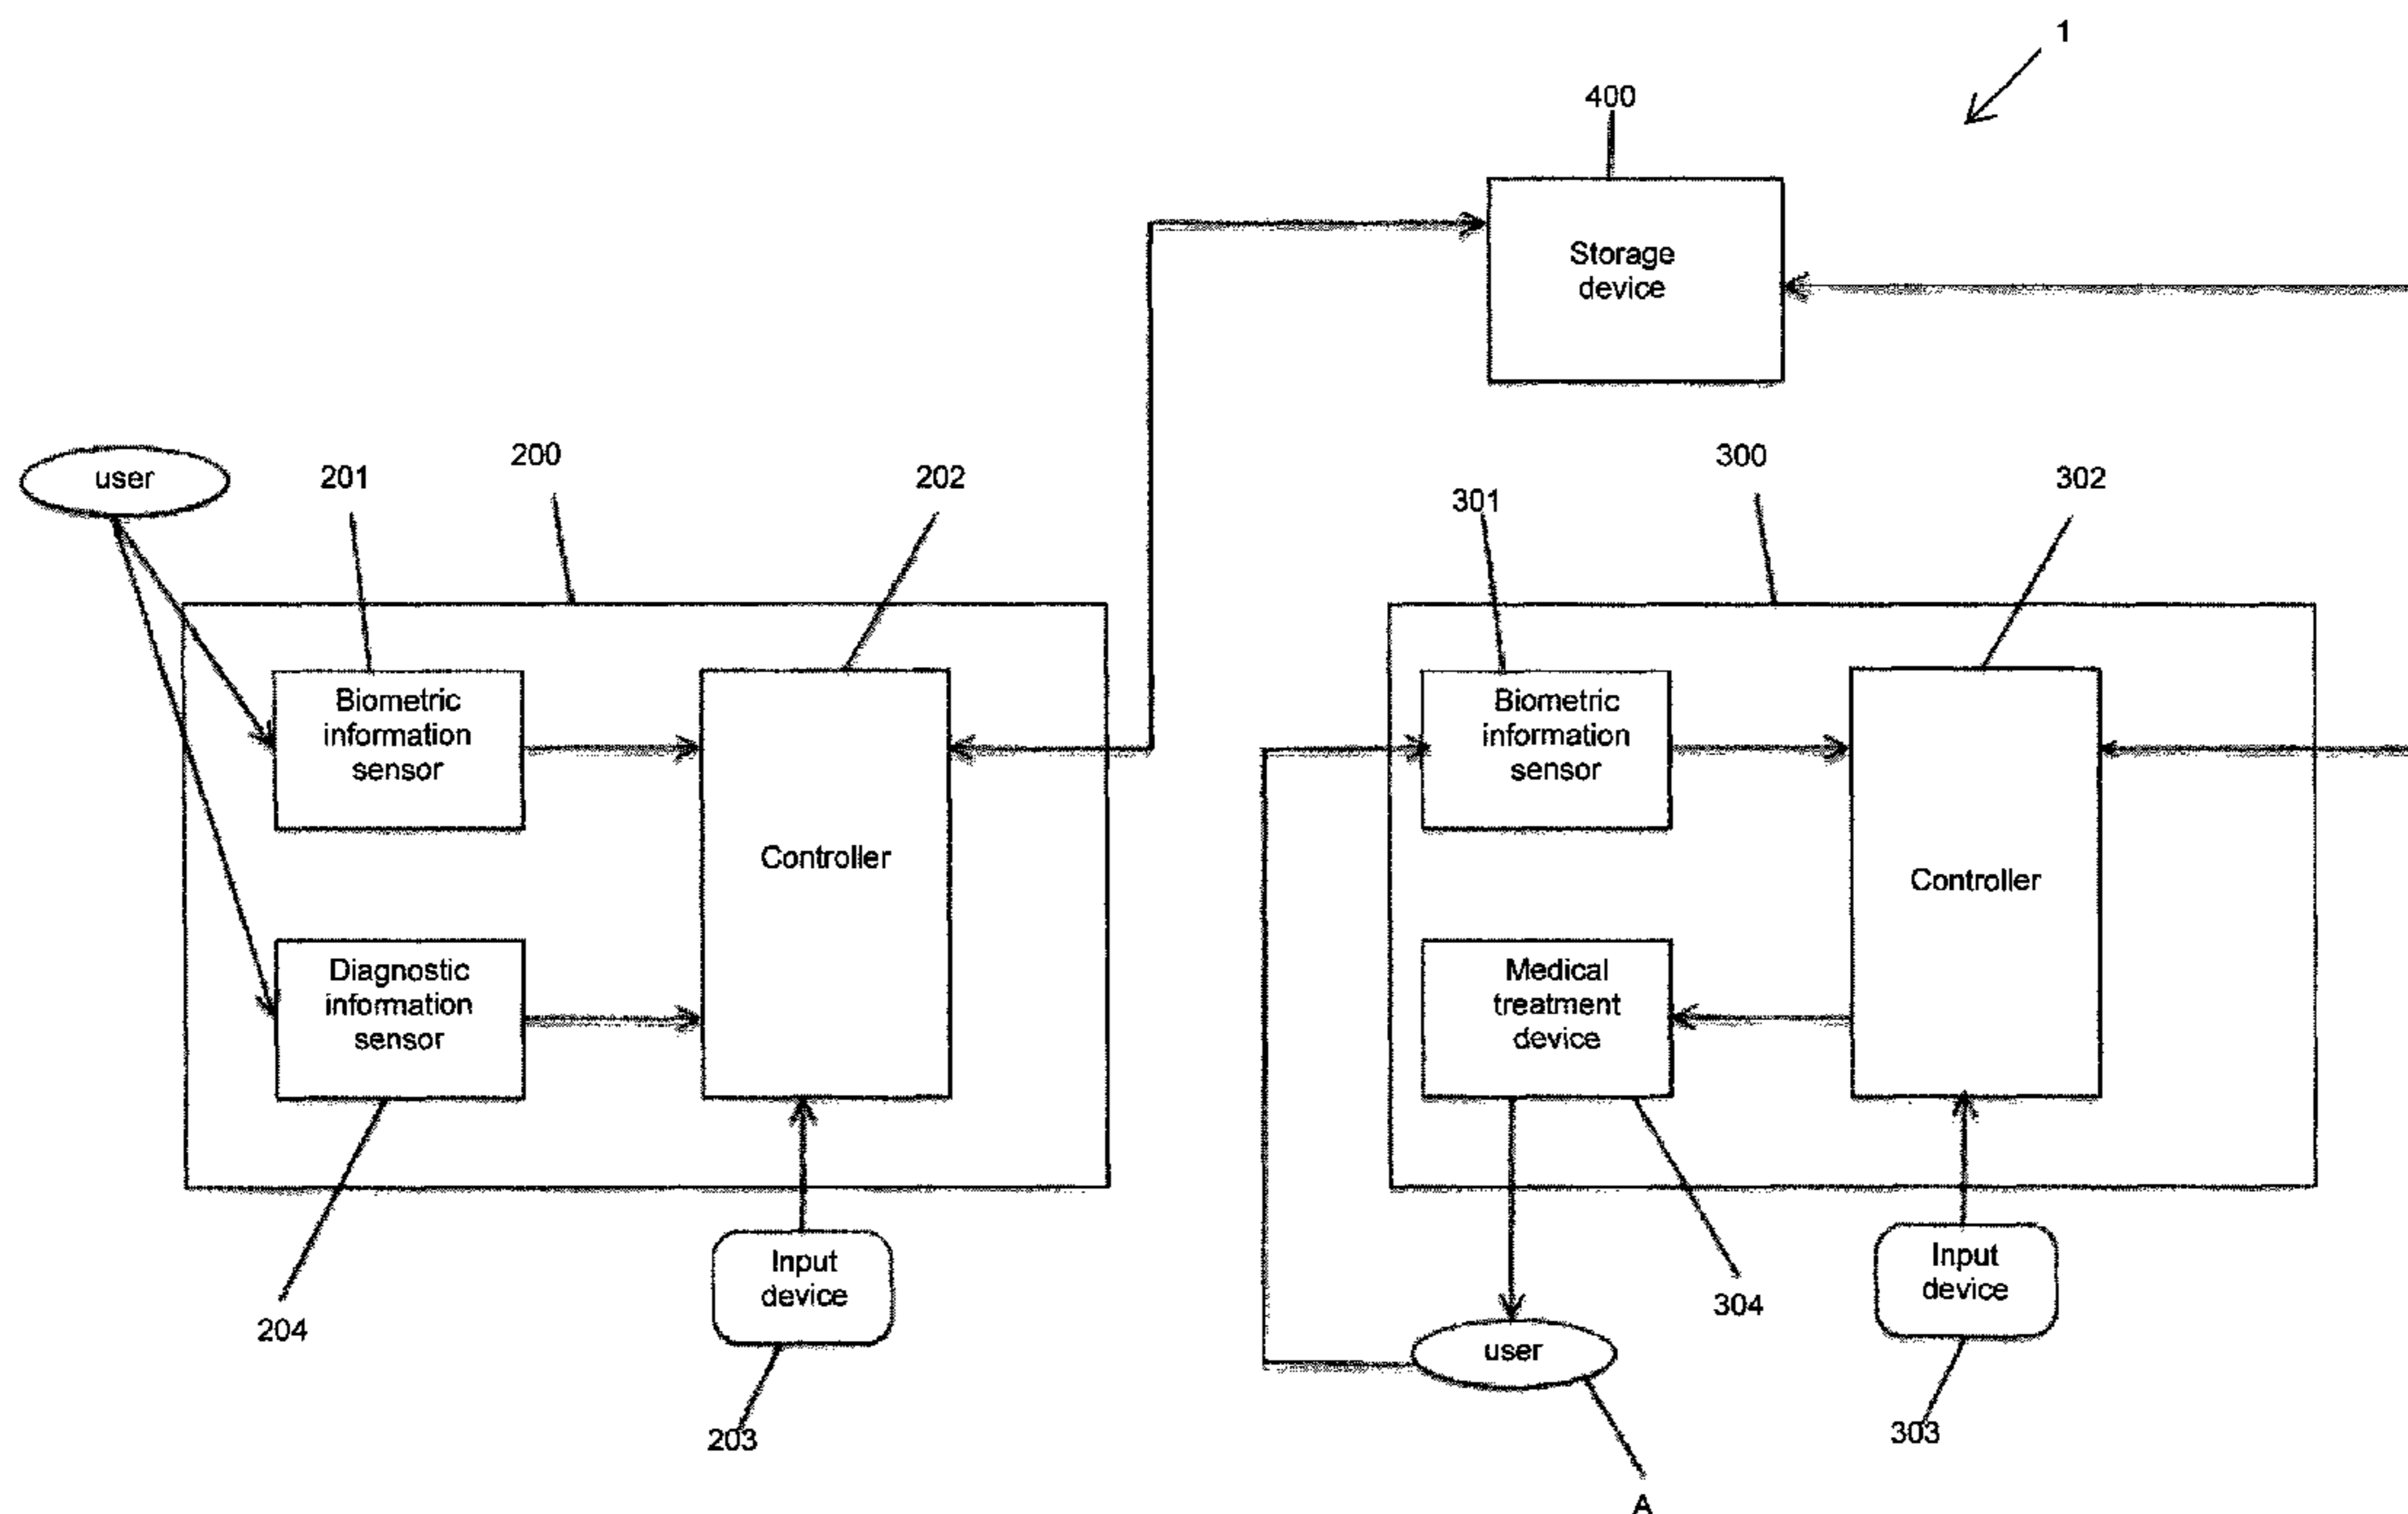 1
400
Storage
device
user
201
200
202
301
300
302
Biometric
information
sensor
Controller
Diagnostic
information
sensor
Input
device
204
203
Biometric
information
sensor
Controller
Medical
treatment
device
Input
device
user
304
303
A